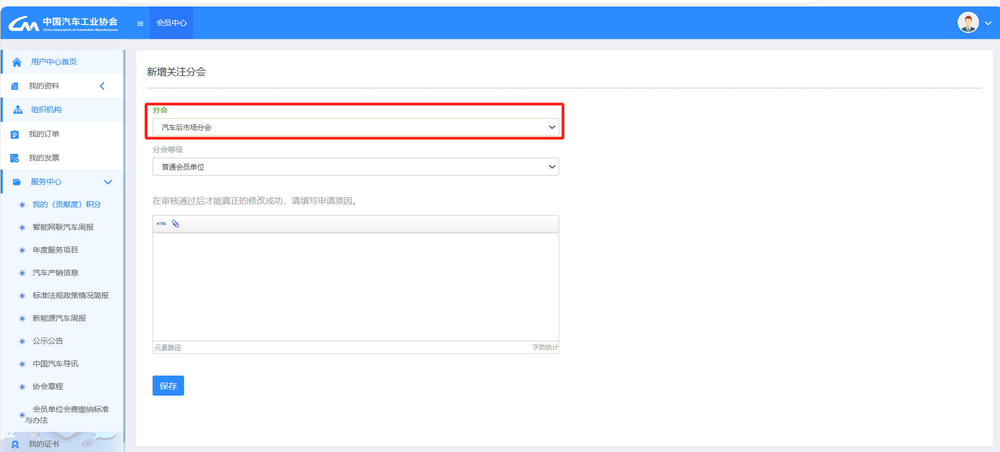 中国汽车工业协会
China Association of Automobile Manufacturers
会员中心
用户中心首页
我的资料
组织机构
我的订单
我的发票
服务中心
我的（贡献度）积分
智能网联汽车周报
年度服务项目
汽车产销信息
标准法规政策情况简报
新能源汽车周报
公示公告
中国汽车导讯
协会章程
会员单位会费缴纳标准
与办法
我的证书
新增关注分会
分会
汽车后市场分会
分会等级
普通会员单位
在审核通过后才能真正的修改成功，请填写申请原因。
HTML
元素路径:
字数统计
保存